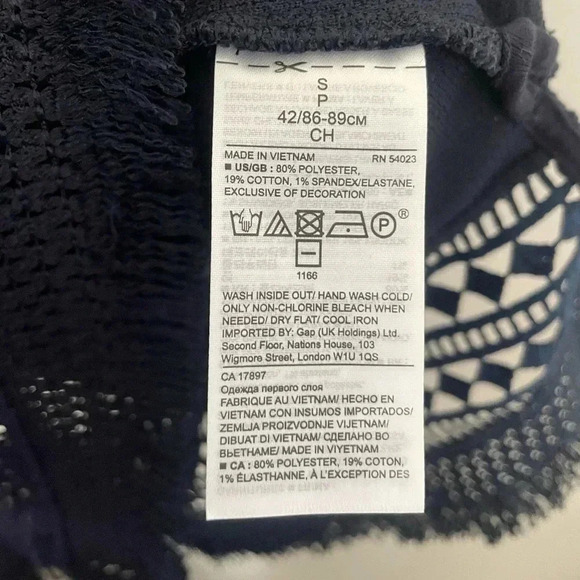 S
P
42/86-89CM
CH
MADE IN VIETNAM RN 54023
■ US/GB : 80% POLYESTER,
19% COTTON, 1% SPANDEX/ELASTANE,
EXCLUSIVE OF DECORATION
P®
1166
WASH INSIDE OUT/ HAND WASH COLD/
ONLY NON-CHLORINE BLEACH WHEN
NEEDED/ DRY FLAT/ COOL IRON
IMPORTED BY: Gap (UK Holdings) Ltd.
Second Floor, Nations House, 103
Wigmore Street, London W1U 1QS
CA 17897
Одежда первого слоя
FABRIQUE AU VIETNAM/ HECHO EN
VIETNAM CON INSUMOS IMPORTADOS/
ZEMLJA PROIZVODNJE VIJETNAM/
DIBUAT DI VIETNAM/ СДЕЛАНО ВО
ВЬЕТНАМЕ/ MADE IN VIYETNAM
■ CA : 80% POLYESTER, 19% COTON,
1% ÉLASTHANNE, À L'EXCEPTION DES